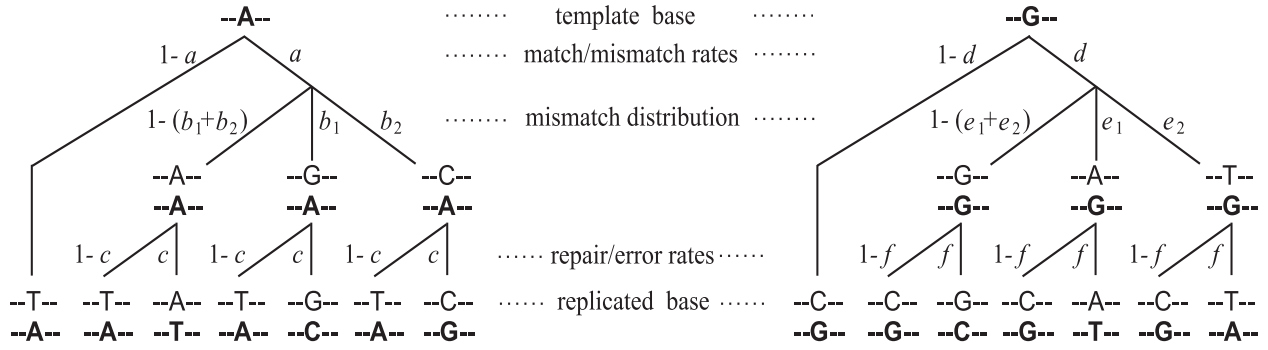 --A-- ········ template base ········ --G--
1- a a ········ match/mismatch rates ········ 1- d d
1- (b1+b2) b1 b2 ········ mismatch distribution ········ 1- (e1+e2) e1 e2
--A-- --G-- --C-- --G-- --A-- --T--
--A-- --A-- --A-- --G-- --G-- --G--
1- c c 1- c c 1- c c ······ repair/error rates ······ 1-f f 1-f f 1-f f
--T-- --T-- --A-- --T-- --G-- --T-- --C-- ······ replicated base ······ --C-- --C-- --G-- --C-- --A-- --C-- --T--
--A-- --A-- --T-- --A-- --C-- --A-- --G-- --G-- --G-- --C-- --G-- --T-- --G-- --A--